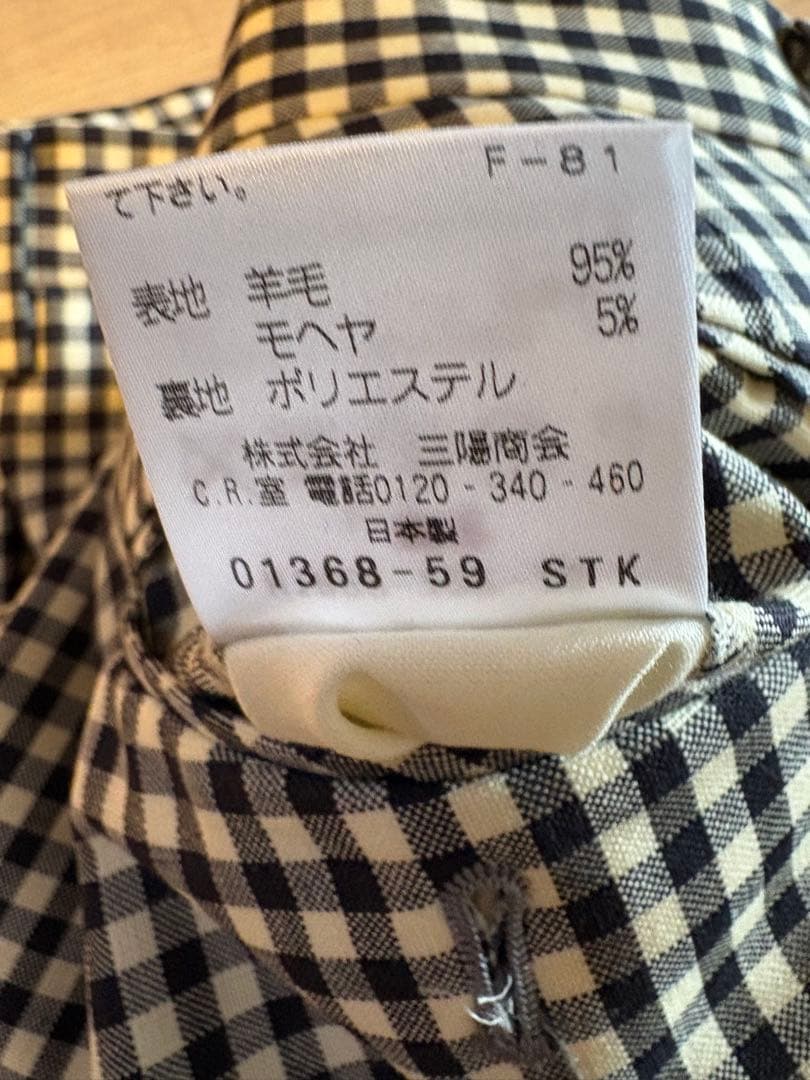 F-81
て下さい。
表地 羊毛 95%
モヘヤ 5%
裏地 ポリエステル
株式会社 三陽商会
C.R.室 電話0120-340-460
日本製
01368-59 STK